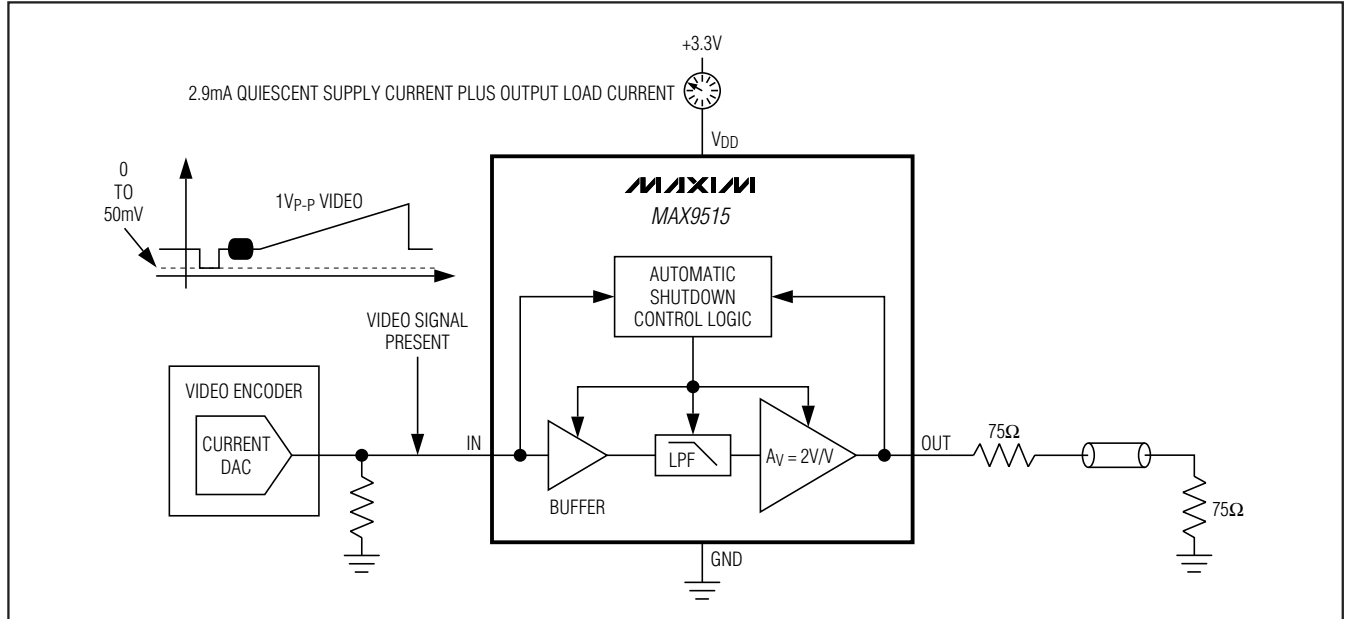 +3.3V
2.9mA QUIESCENT SUPPLY CURRENT PLUS OUTPUT LOAD CURRENT
VDD
0
TO
50mV
1VP-P VIDEO
MAXIM
MAX9515
AUTOMATIC
SHUTDOWN
CONTROL LOGIC
VIDEO SIGNAL
PRESENT
VIDEO ENCODER
CURRENT
DAC
IN
BUFFER
LPF
AV = 2V/V
OUT
75Ω
75Ω
GND